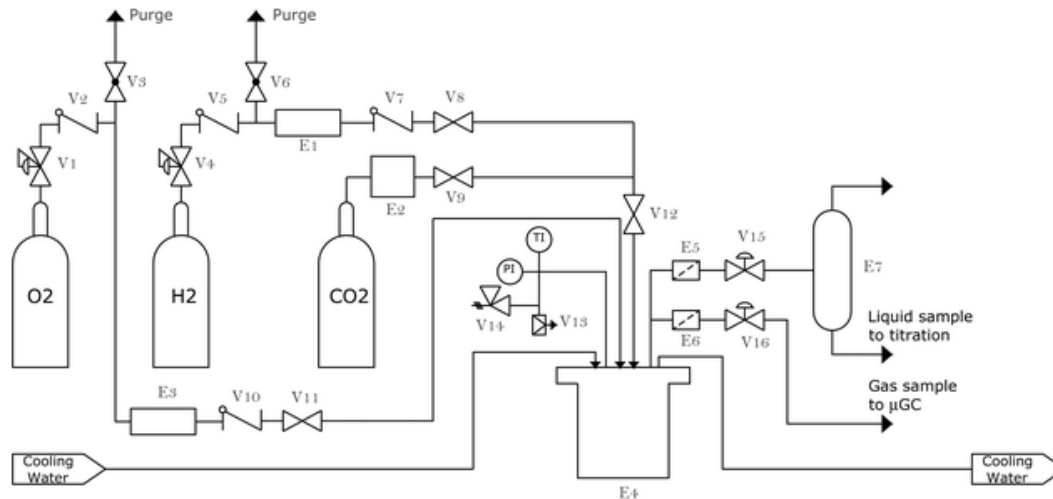 Purge
Purge
V3
V6
V2
V5
V7
V8
E1
V1
V4
E2
V9
V12
O2
H2
CO2
TI
PI
V14
V13
E5
V15
E7
E6
V16
Liquid sample
to titration
Gas sample
to μGC
E3
V10
V11
Cooling
Water
E4
Cooling
Water